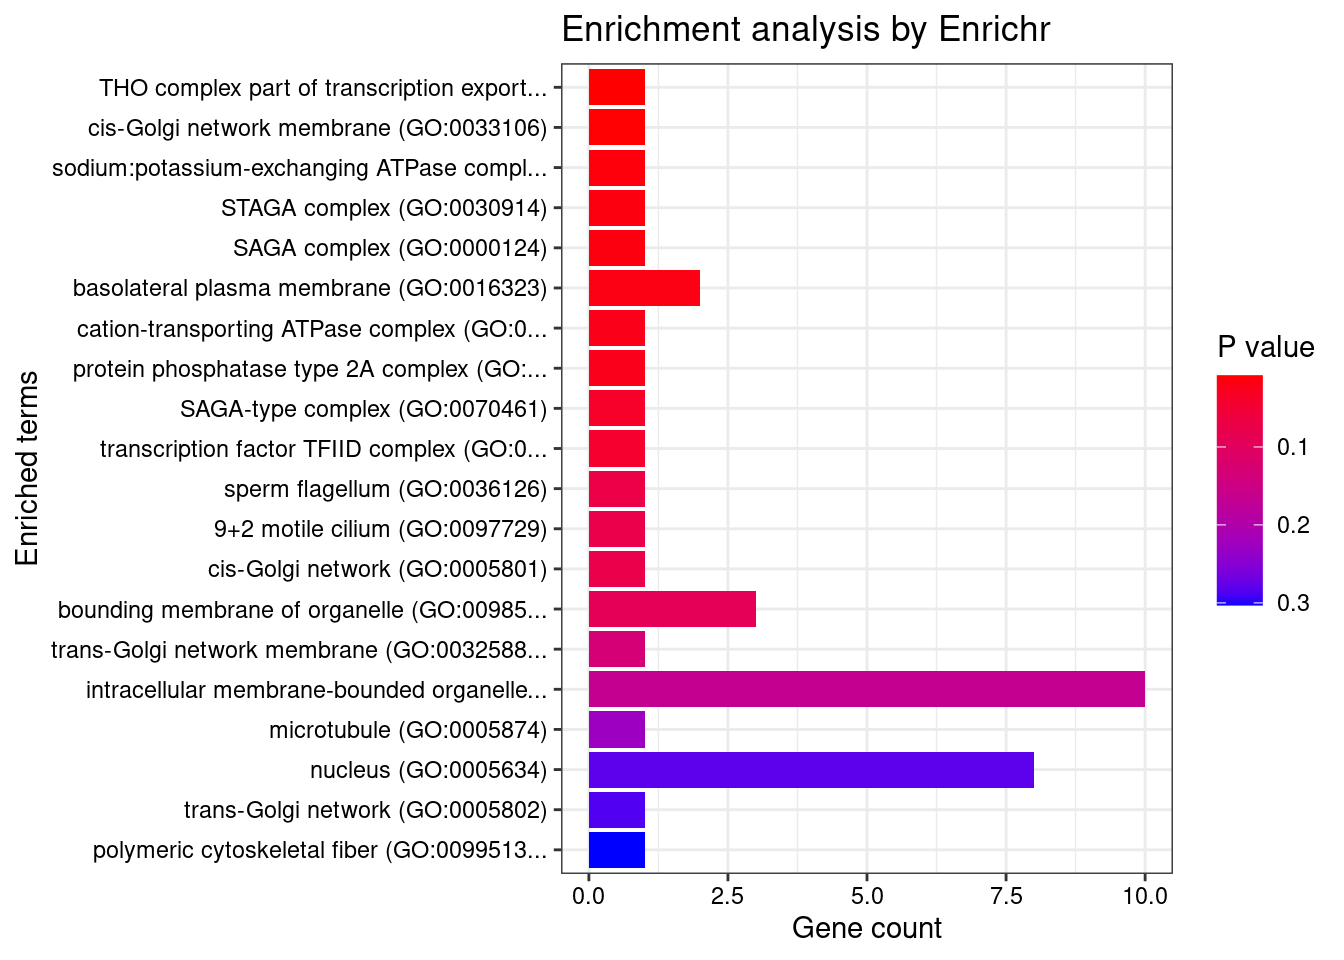 Enrichment analysis by Enrichr
THO complex part of transcription export...
cis-Golgi network membrane (GO:0033106)
sodium:potassium-exchanging ATPase compl...
STAGA complex (GO:0030914)
SAGA complex (GO:0000124)
basolateral plasma membrane (GO:0016323)
cation-transporting ATPase complex (GO:0...
protein phosphatase type 2A complex (GO:...
SAGA-type complex (GO:0070461)
transcription factor TFIID complex (GO:0...
sperm flagellum (GO:0036126)
9+2 motile cilium (GO:0097729)
cis-Golgi network (GO:0005801)
bounding membrane of organelle (GO:00985...
trans-Golgi network membrane (GO:0032588...
intracellular membrane-bounded organelle...
microtubule (GO:0005874)
nucleus (GO:0005634)
trans-Golgi network (GO:0005802)
polymeric cytoskeletal fiber (GO:0099513...
Enriched terms
0.0 2.5 5.0 7.5 10.0
Gene count
P value
0.1
0.2
0.3